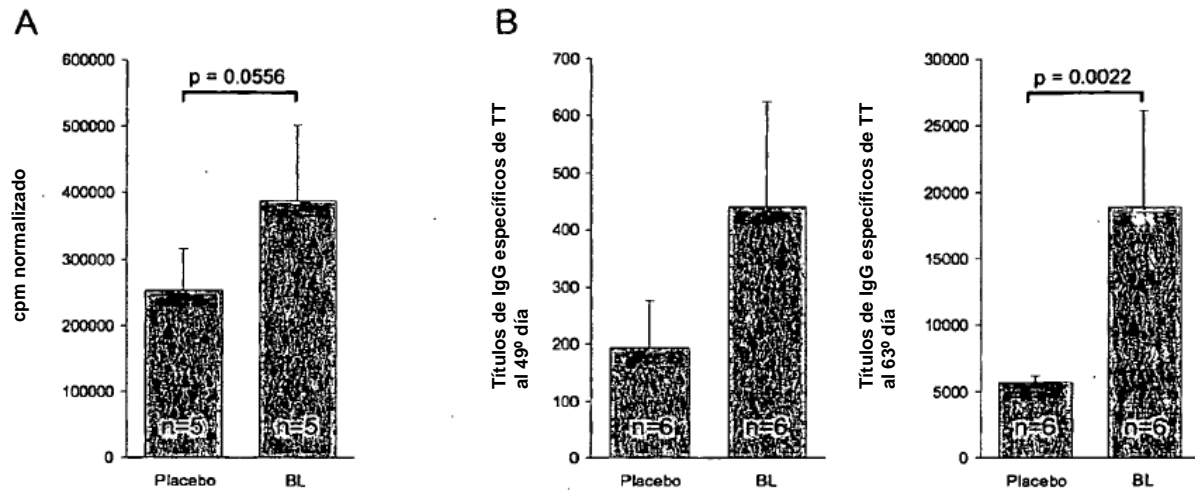 A
cpm normalizado
600000
500000
400000
300000
200000
100000
0
p = 0.0556
n=5
n=5
Placebo
BL
B
Títulos de IgG específicos de TT
al 49º día
700
600
500
400
300
200
100
0
n=6
n=6
Placebo
BL
Títulos de IgG específicos de TT
al 63º día
30000
25000
20000
15000
10000
5000
0
p = 0.0022
n=6
n=6
Placebo
BL